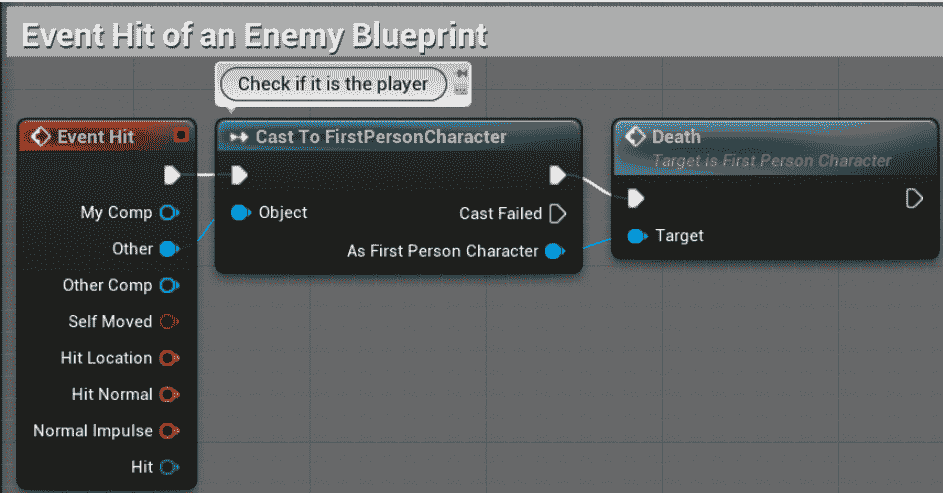 Event Hit of an Enemy Blueprint
Check if it is the player
Event Hit
Cast To FirstPersonCharacter
Death
Target is First Person Character
My Comp
Object
Cast Failed
Other
As First Person Character
Target
Other Comp
Self Moved
Hit Location
Hit Normal
Normal Impulse
Hit